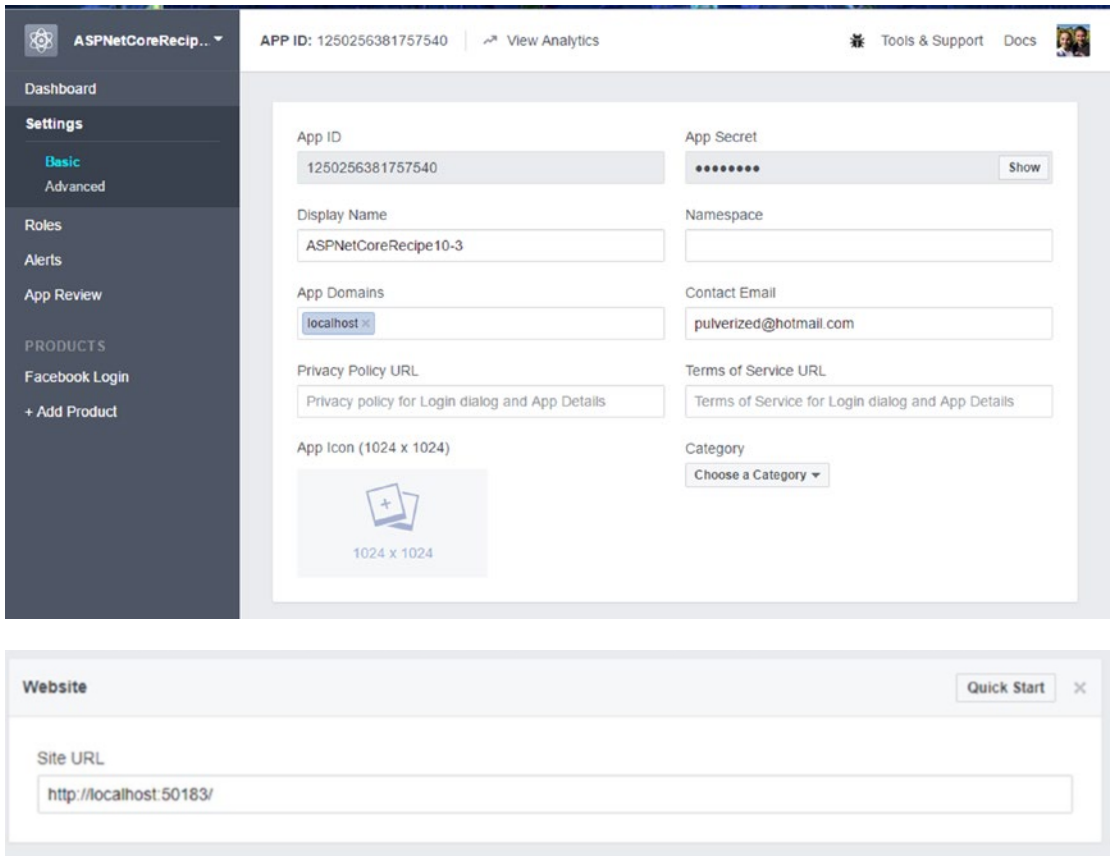 ASPNetCoreRecip...
APP ID: 1250256381757540
View Analytics
Tools & Support
Docs
Dashboard
Settings
Basic
Advanced
Roles
Alerts
App Review
PRODUCTS
Facebook Login
+ Add Product
App ID
App Secret
1250256381757540
●●●●●●●●
Show
Display Name
Namespace
ASPNetCoreRecipe10-3
App Domains
Contact Email
localhost ×
pulverized@hotmail.com
Privacy Policy URL
Terms of Service URL
Privacy policy for Login dialog and App Details
Terms of Service for Login dialog and App Details
App Icon (1024 x 1024)
Category
Choose a Category
1024 x 1024
Website
Quick Start
×
Site URL
http://localhost:50183/